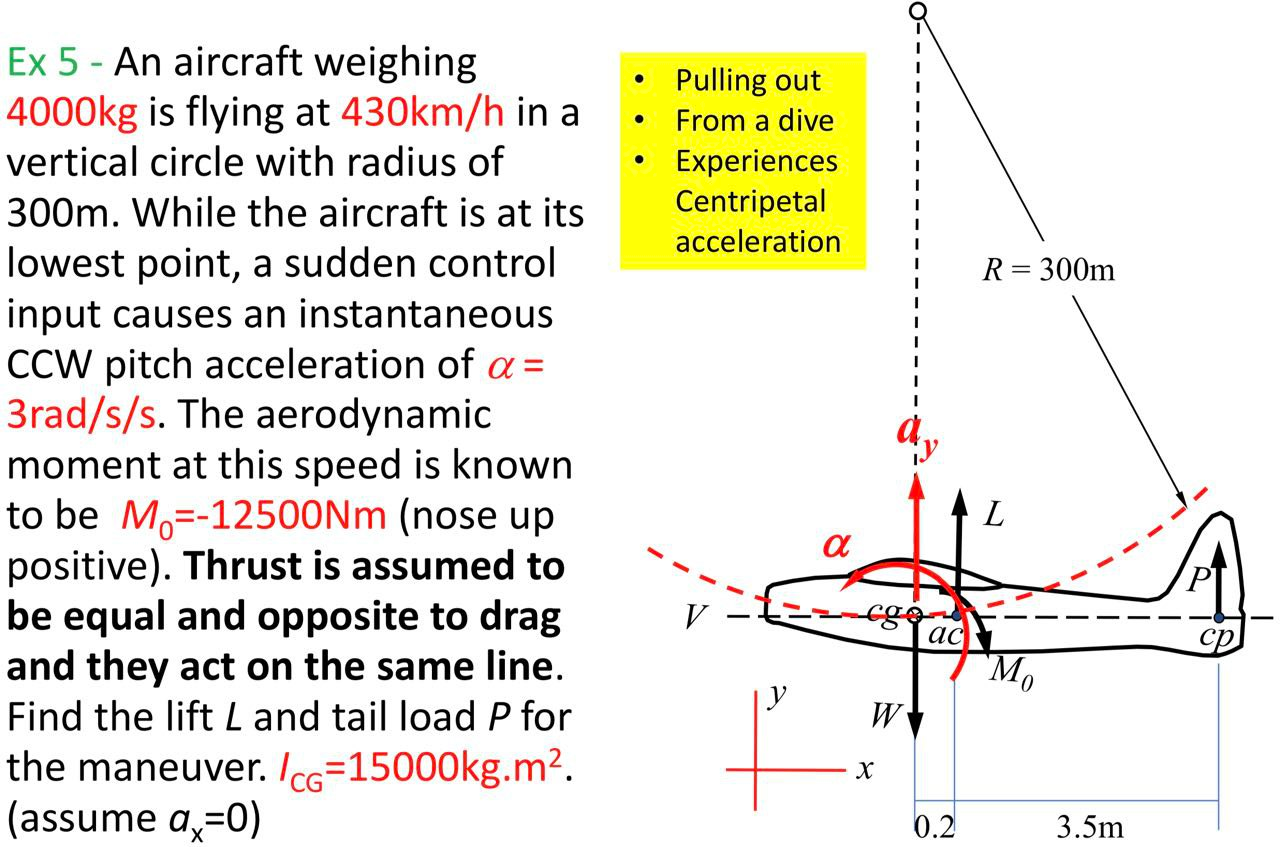 Ex 5 - An aircraft weighing
4000kg is flying at 430km/h in a
vertical circle with radius of
300m. While the aircraft is at its
lowest point, a sudden control
input causes an instantaneous
CCW pitch acceleration of α =
3rad/s/s. The aerodynamic
moment at this speed is known
to be M₀=-12500Nm (nose up
positive). Thrust is assumed to
be equal and opposite to drag
and they act on the same line.
Find the lift L and tail load P for
the maneuver. I_CG=15000kg.m².
(assume aₓ=0)
• Pulling out
• From a dive
• Experiences
Centripetal
acceleration
R = 300m
a_y
L
α
P
V
cg
ac
cp
M₀
W
y
x
0.2
3.5m